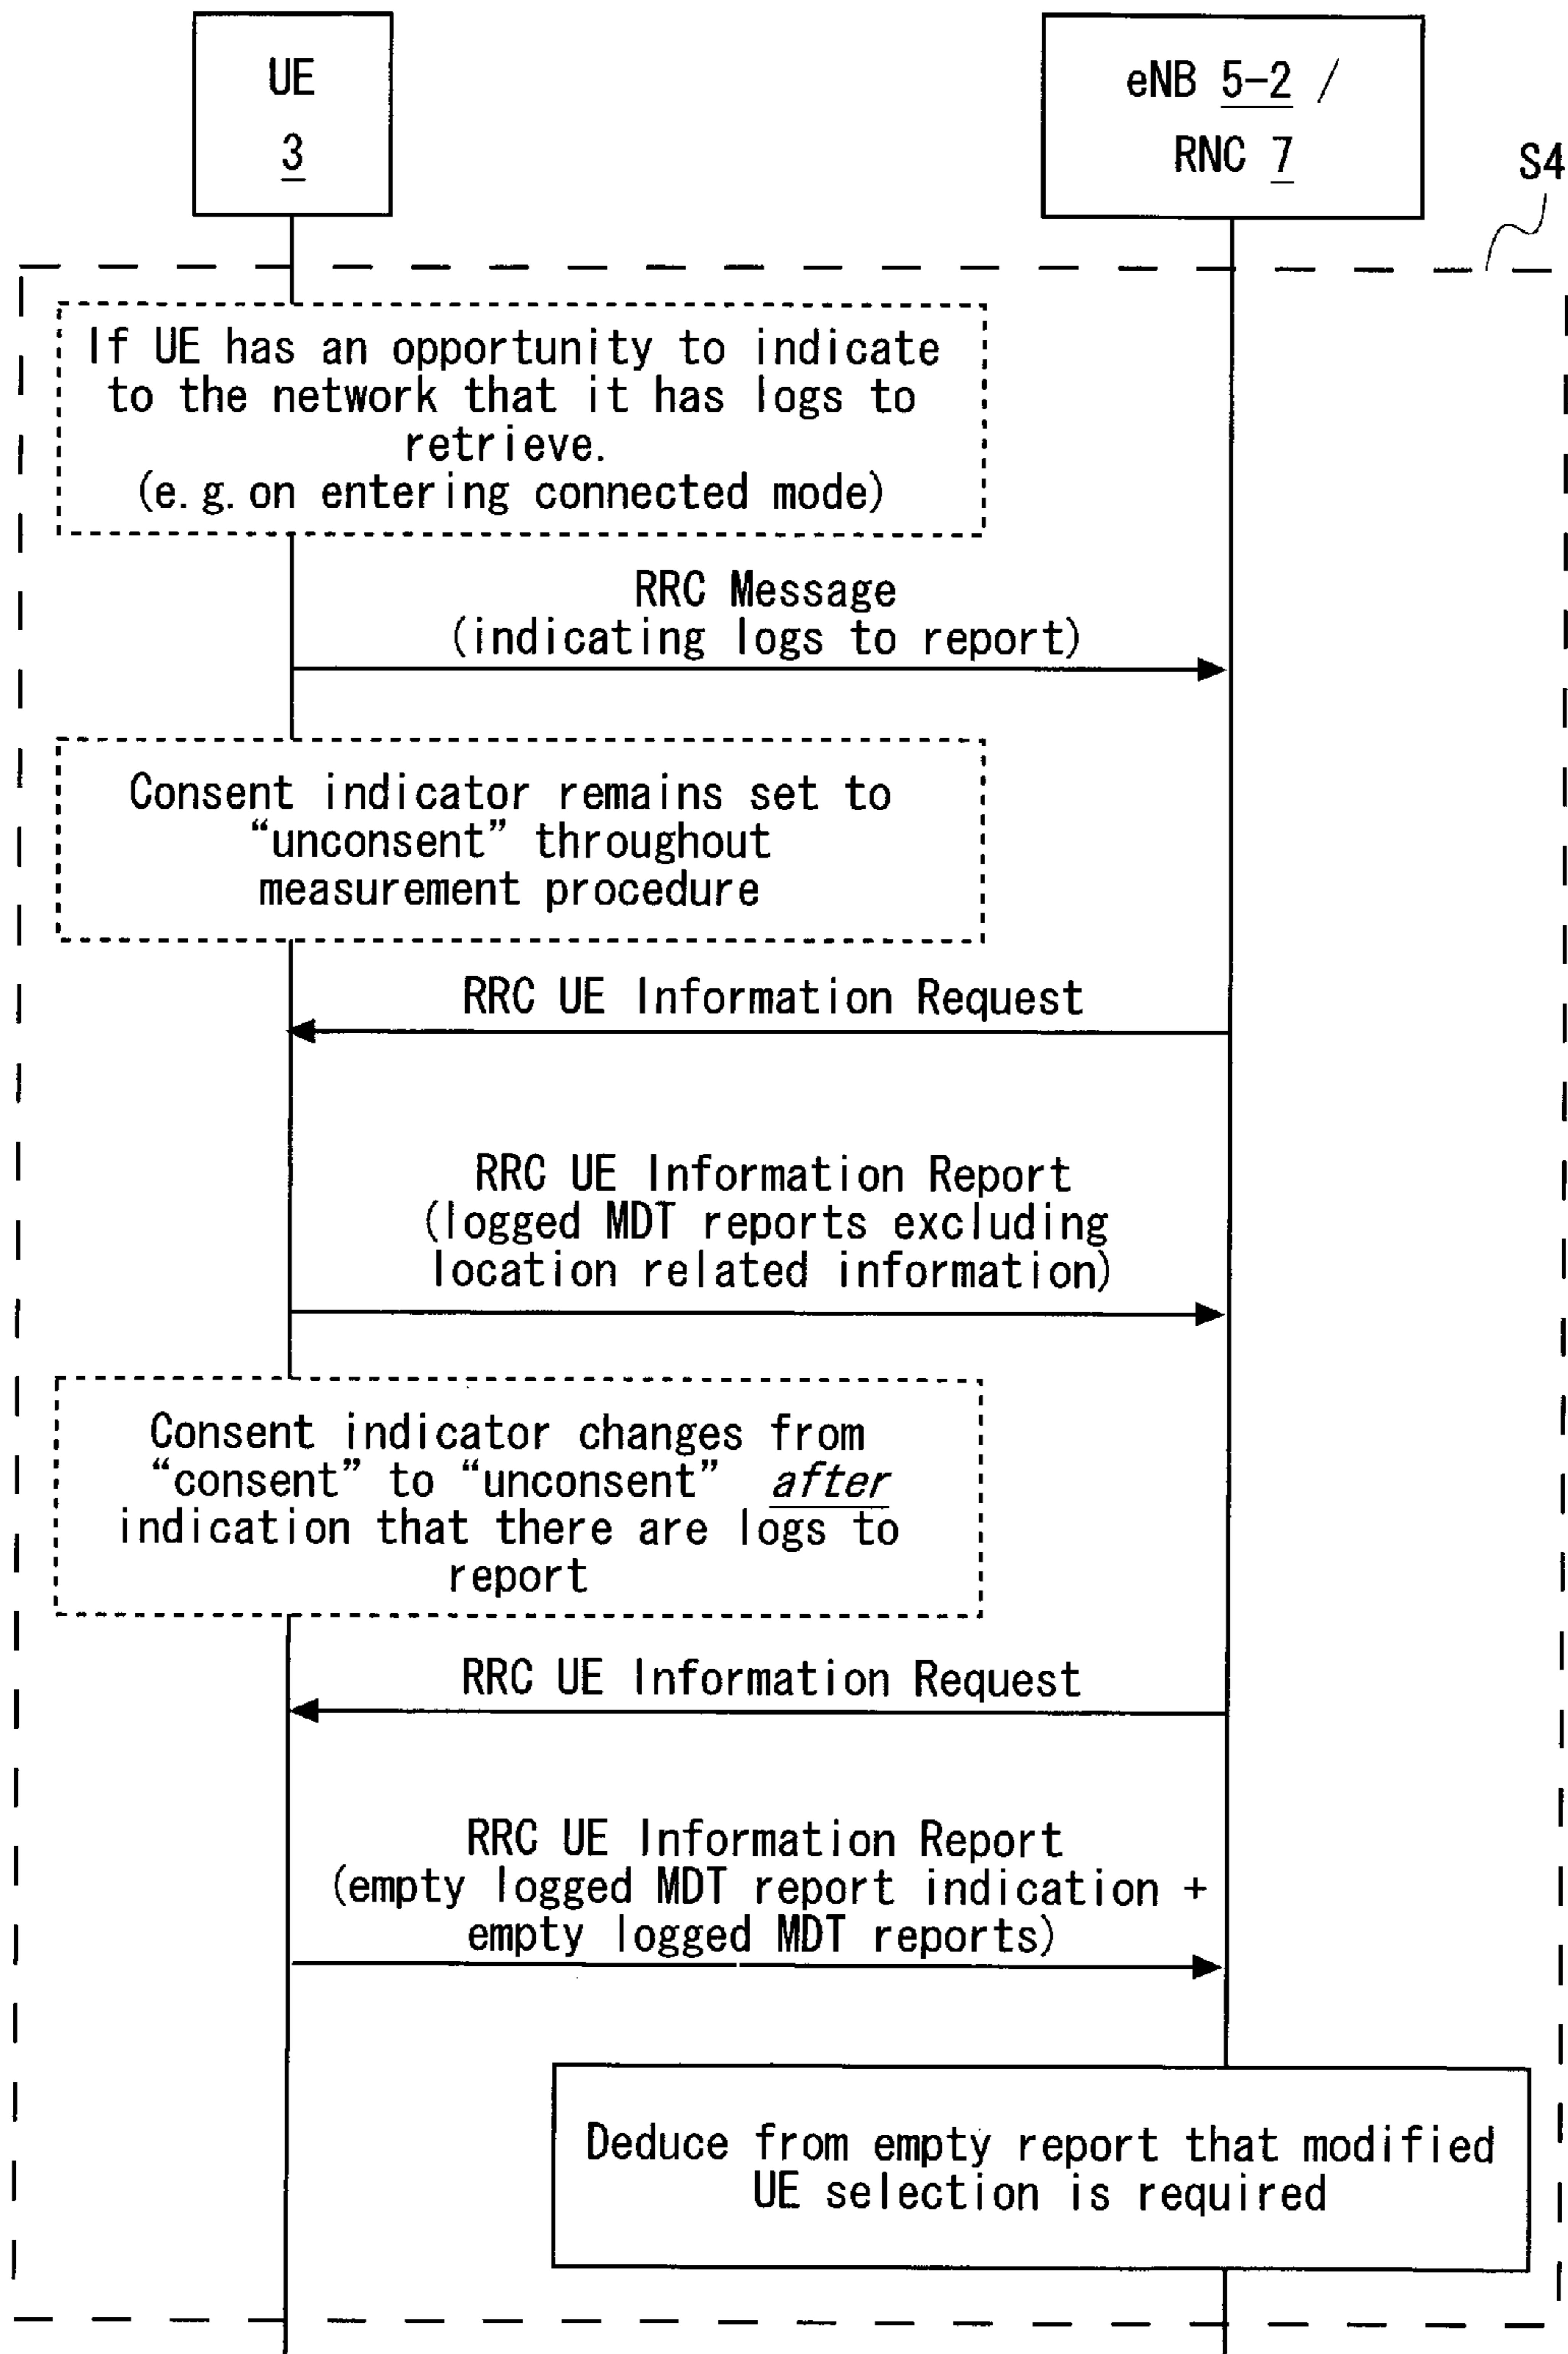 UE
3
eNB 5-2 /
RNC 7
S4
If UE has an opportunity to indicate
to the network that it has logs to
retrieve.
(e.g. on entering connected mode)
RRC Message
(indicating logs to report)
Consent indicator remains set to
“unconsent” throughout
measurement procedure
RRC UE Information Request
RRC UE Information Report
(logged MDT reports excluding
location related information)
Consent indicator changes from
“consent” to “unconsent” after
indication that there are logs to
report
RRC UE Information Request
RRC UE Information Report
(empty logged MDT report indication +
empty logged MDT reports)
Deduce from empty report that modified
UE selection is required